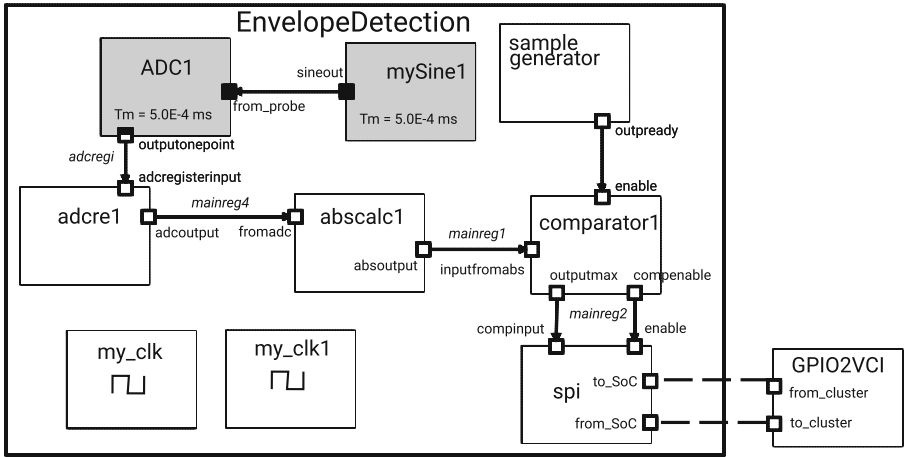 EnvelopeDetection
ADC1
Tm = 5.0E-4 ms
from_probe
sineout
mySine1
Tm = 5.0E-4 ms
sample
generator
outpready
outputonepoint
adcregi
adcregisterinput
enable
adcre1
adcoutput
mainreg4
fromadc
abscalc1
absoutput
mainreg1
inputfromabs
comparator1
outputmax
compenable
mainreg2
compinput
enable
my_clk
my_clk1
spi
to_SoC
from_SoC
GPIO2VCI
from_cluster
to_cluster